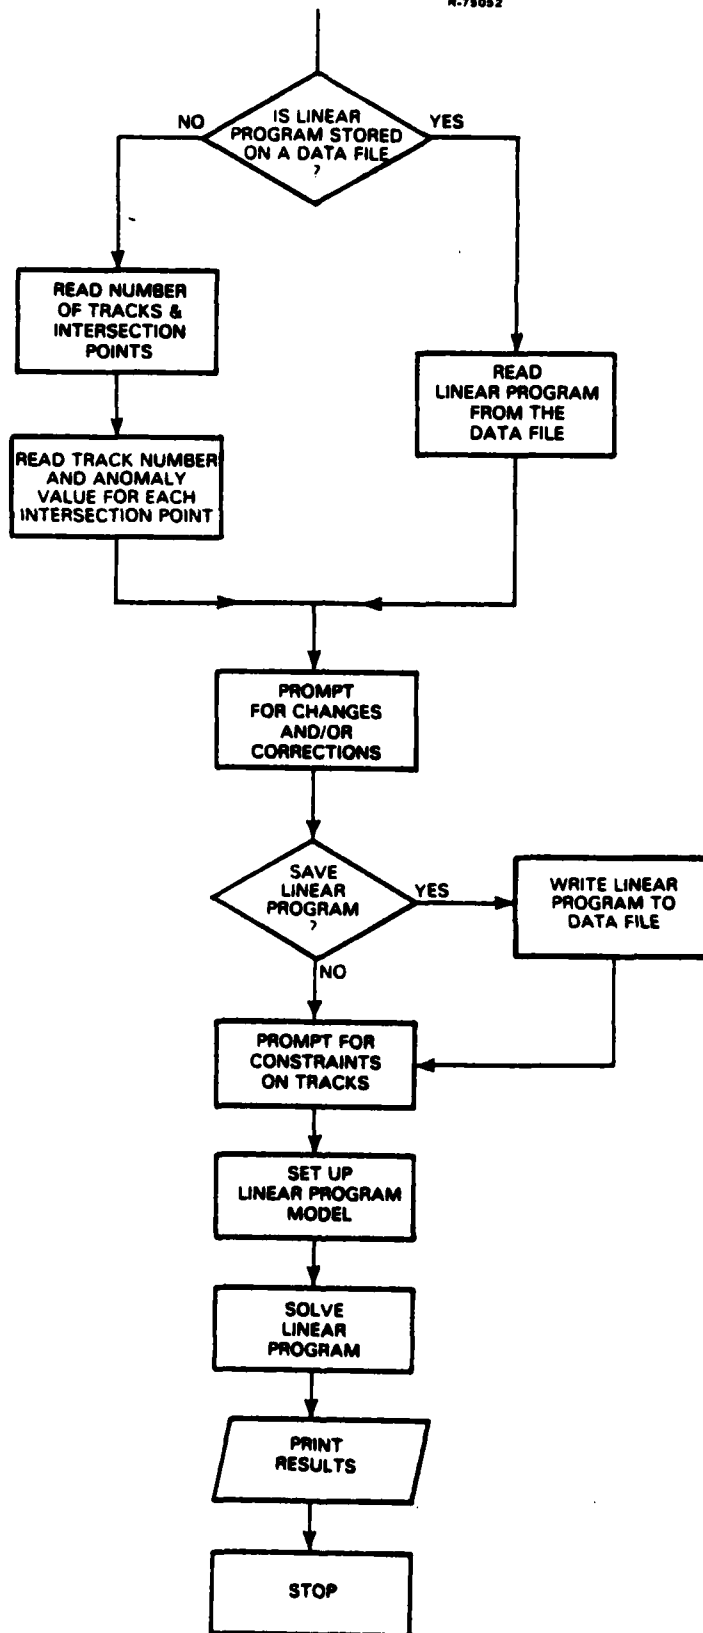 R-75052
NO
IS LINEAR
PROGRAM STORED
ON A DATA FILE
?
YES
READ NUMBER
OF TRACKS &
INTERSECTION
POINTS
READ
LINEAR PROGRAM
FROM THE
DATA FILE
READ TRACK NUMBER
AND ANOMALY
VALUE FOR EACH
INTERSECTION POINT
PROMPT
FOR CHANGES
AND/OR
CORRECTIONS
SAVE
LINEAR
PROGRAM
?
YES
WRITE LINEAR
PROGRAM TO
DATA FILE
NO
PROMPT FOR
CONSTRAINTS
ON TRACKS
SET UP
LINEAR PROGRAM
MODEL
SOLVE
LINEAR
PROGRAM
PRINT
RESULTS
STOP